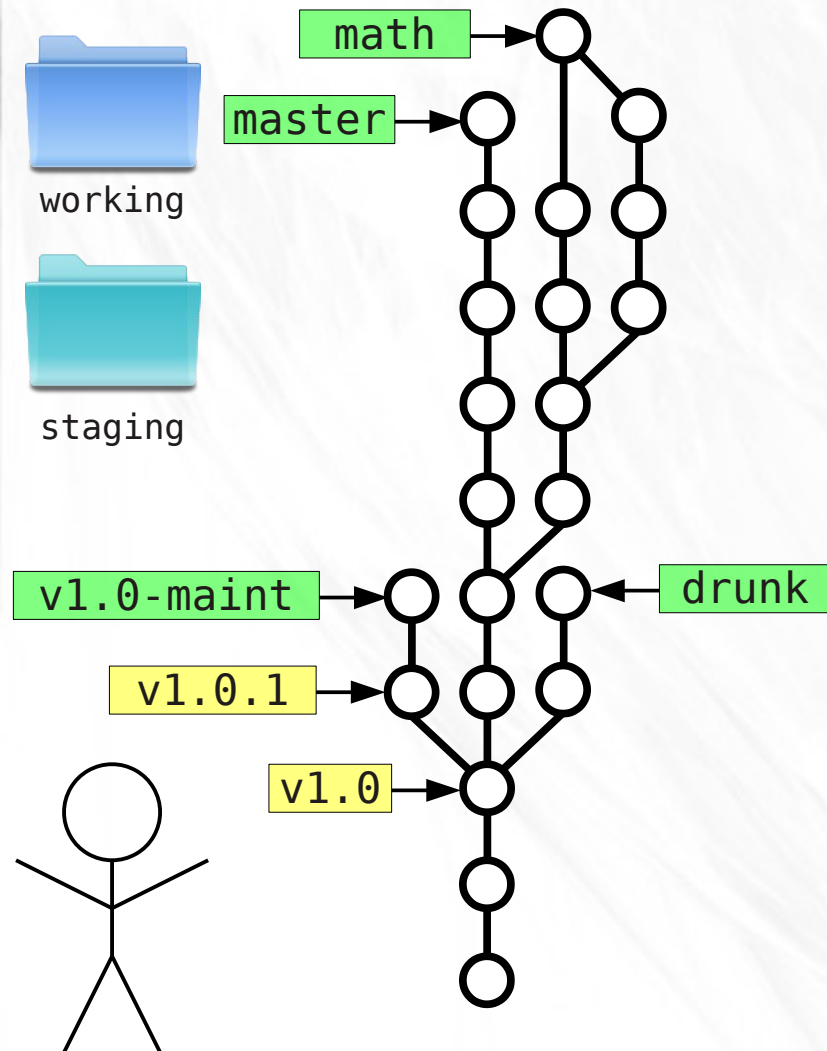 math
master
working
staging
v1.0-maint
drunk
v1.0.1
v1.0